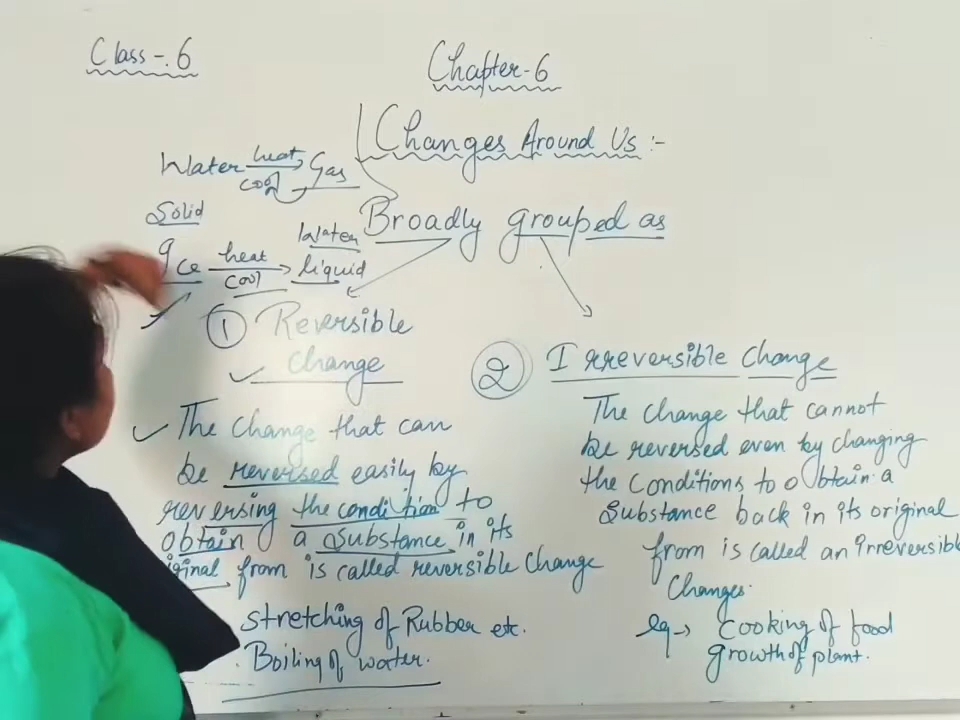 Class-.6
Chapter-6
Changes Around Us :-
Water heat Gas
cool
Broadly grouped as
Solid
Water
Ice heat liquid
cool
① Reversible
Change
② Irreversible Change
The change that can
be reversed easily by
reversing the condition to
obtain a substance in its
iginal from is called reversible Change
stretching of Rubber etc.
Boiling of water.
The change that cannot
be reversed even by changing
the conditions to obtain a
Substance back in its original
from is called an irreversible
Changes.
eg → Cooking of food
growth of plant.